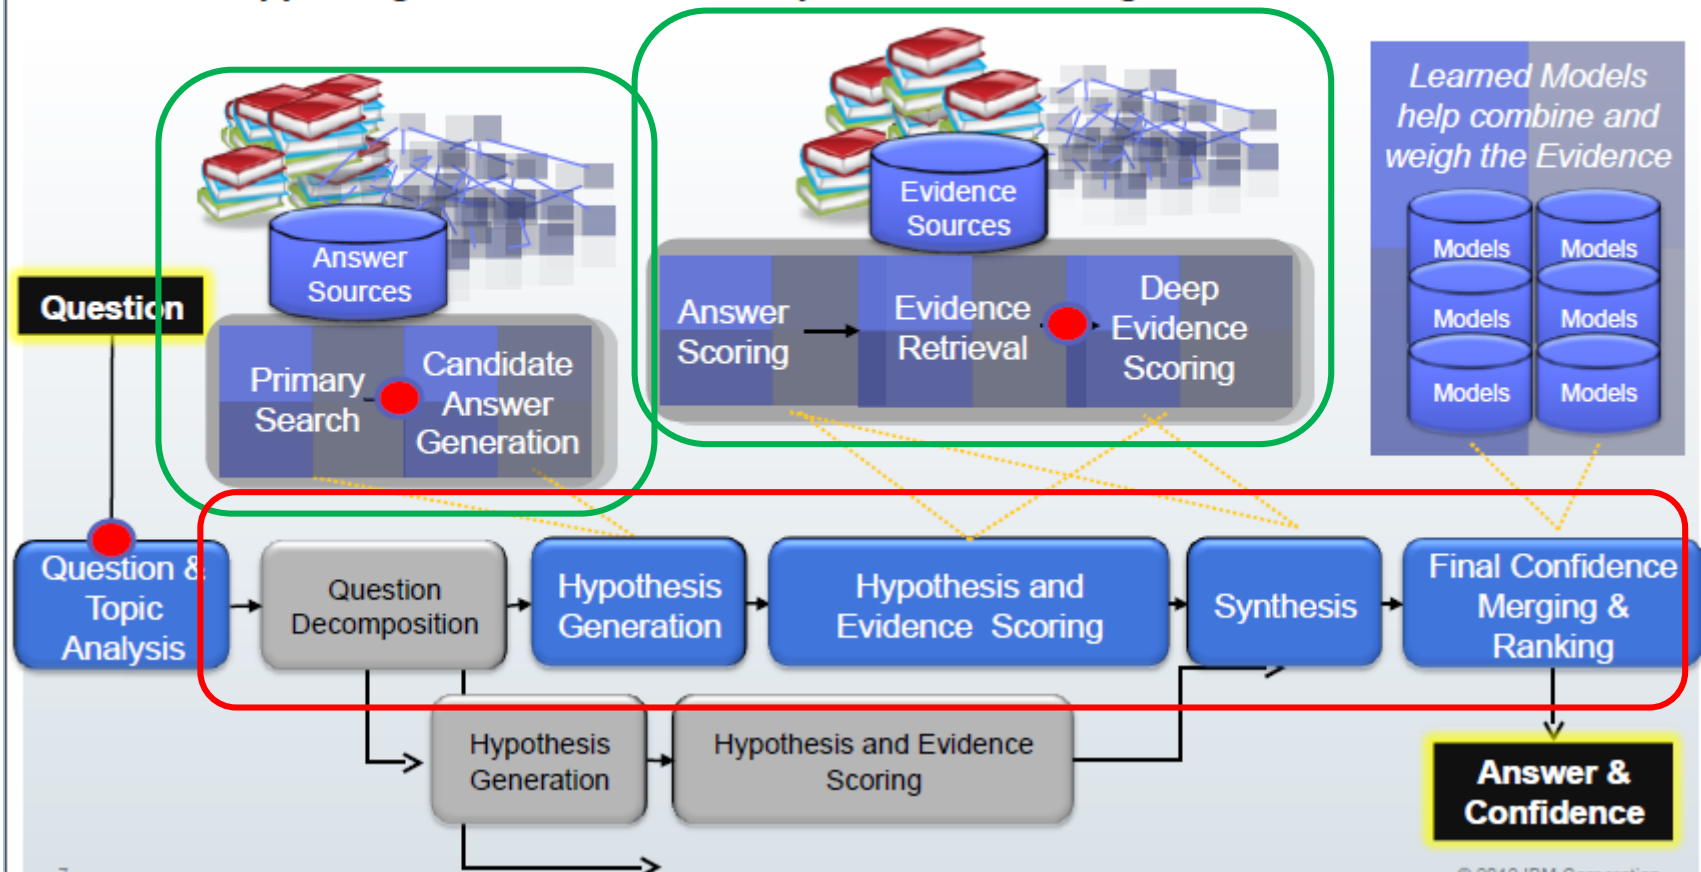 Learned Models
help combine and
weigh the Evidence
Evidence
Sources
Answer
Sources
Models
Models
Models
Models
Models
Models
Question
Answer
Scoring
Evidence
Retrieval
Deep
Evidence
Scoring
Primary
Search
Candidate
Answer
Generation
Question &
Topic
Analysis
Question
Decomposition
Hypothesis
Generation
Hypothesis and
Evidence Scoring
Synthesis
Final Confidence
Merging &
Ranking
Hypothesis
Generation
Hypothesis and Evidence
Scoring
Answer &
Confidence